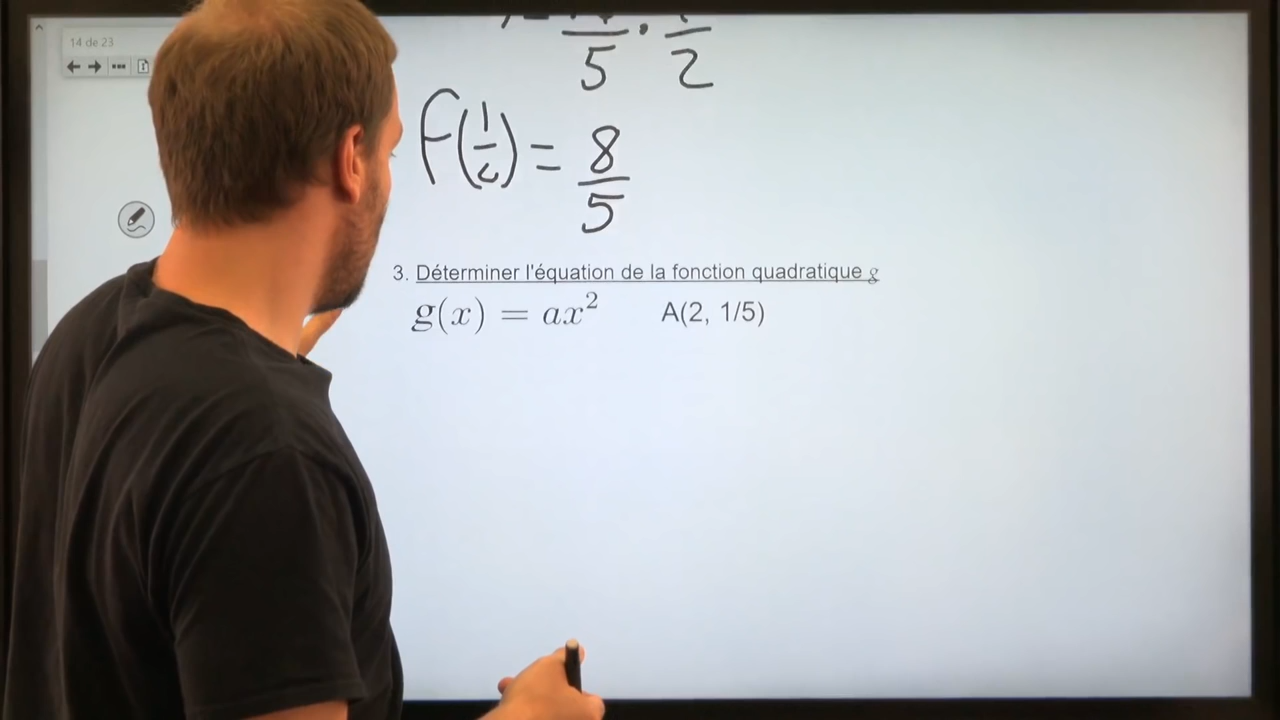 14 de 23
5 · 2
f(1/2) = 8/5
3. Déterminer l'équation de la fonction quadratique g
g(x) = ax² A(2, 1/5)